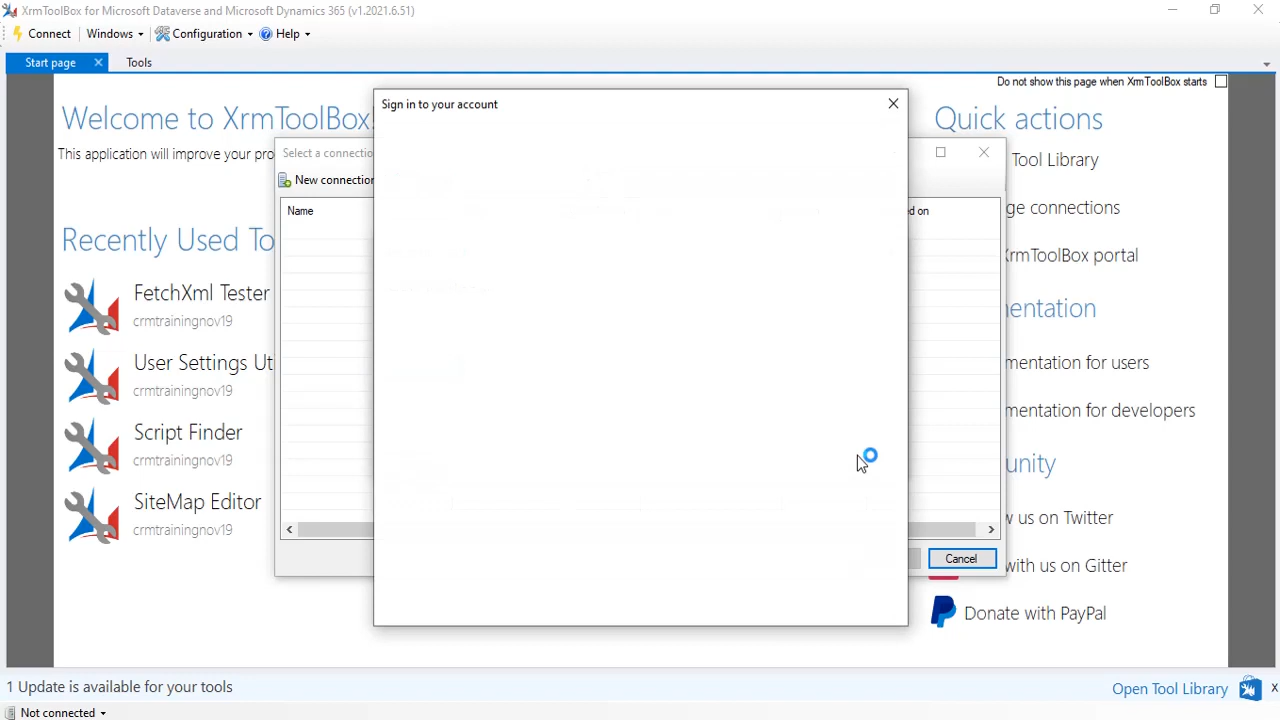 XrmToolBox for Microsoft Dataverse and Microsoft Dynamics 365 (v1.2021.6.51)
Connect
Windows
Configuration
Help
Start page
Tools
Do not show this page when XrmToolBox starts
Welcome to XrmToolBox!
This application will improve your pro
Recently Used To
FetchXml Tester
crmtrainingnov19
User Settings Uti
crmtrainingnov19
Script Finder
crmtrainingnov19
SiteMap Editor
crmtrainingnov19
Select a connectio
New connection
Name
d on
Cancel
Sign in to your account
Quick actions
Tool Library
ge connections
XrmToolBox portal
entation
mentation for users
mentation for developers
unity
w us on Twitter
with us on Gitter
Donate with PayPal
1 Update is available for your tools
Open Tool Library
X
Not connected